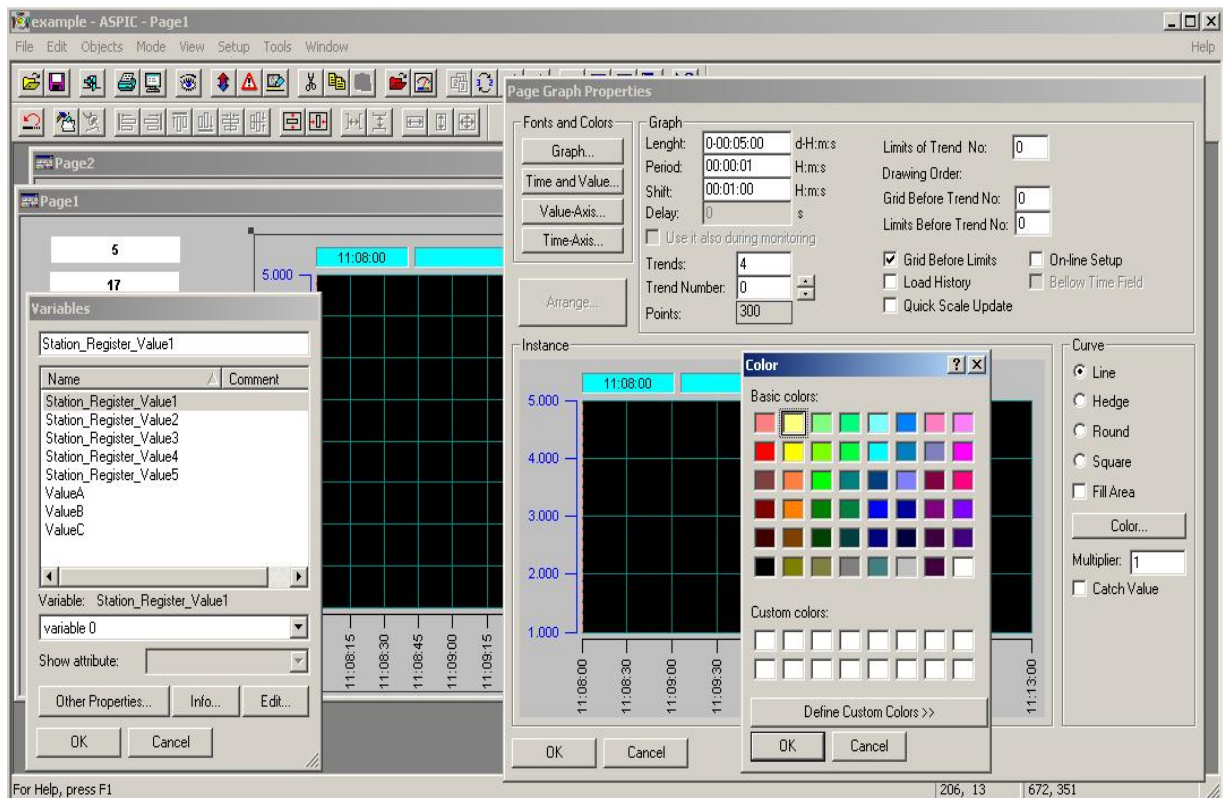 example - ASPIC - Page1
File Edit Objects Mode View Setup Tools Window Help
Page2
Page1
5
17
11:08:00
5.000
11:08:15
11:08:30
11:08:45
11:09:00
11:09:15
Variables
Station_Register_Value1
Name Comment
Station_Register_Value1
Station_Register_Value2
Station_Register_Value3
Station_Register_Value4
Station_Register_Value5
ValueA
ValueB
ValueC
Variable: Station_Register_Value1
variable 0
Show attribute:
Other Properties... Info... Edit...
OK Cancel
Page Graph Properties
Fonts and Colors
Graph...
Time and Value...
Value-Axis...
Time-Axis...
Arrange...
Graph
Lenght: 0-00:05:00 d-H:m:s
Period: 00:00:01 H:m:s
Shift: 00:01:00 H:m:s
Delay: 0 s
Use it also during monitoring
Trends: 4
Trend Number: 0
Points: 300
Limits of Trend No: 0
Drawing Order:
Grid Before Trend No: 0
Limits Before Trend No: 0
Grid Before Limits On-line Setup
Load History Bellow Time Field
Quick Scale Update
Instance
11:08:00
5.000
4.000
3.000
2.000
1.000
11:08:00
11:08:30
11:09:00
11:09:30
11:13:00
OK Cancel
Color
Basic colors:
Custom colors:
Define Custom Colors >>
OK Cancel
Curve
Line
Hedge
Round
Square
Fill Area
Color...
Multiplier: 1
Catch Value
For Help, press F1
206, 13 672, 351